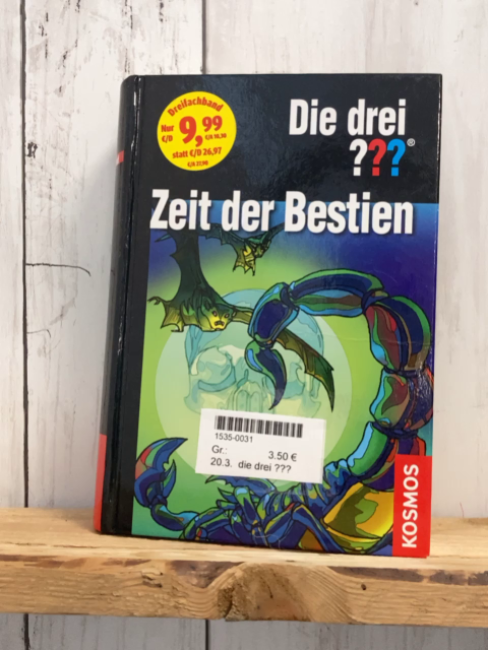 Dreifachband
Nur 9,99
€/D
statt €/D 26,97
Die drei
???®
Zeit der Bestien
1535-0031
Gr.:
3.50 €
20.3. die drei ???
KOSMOS